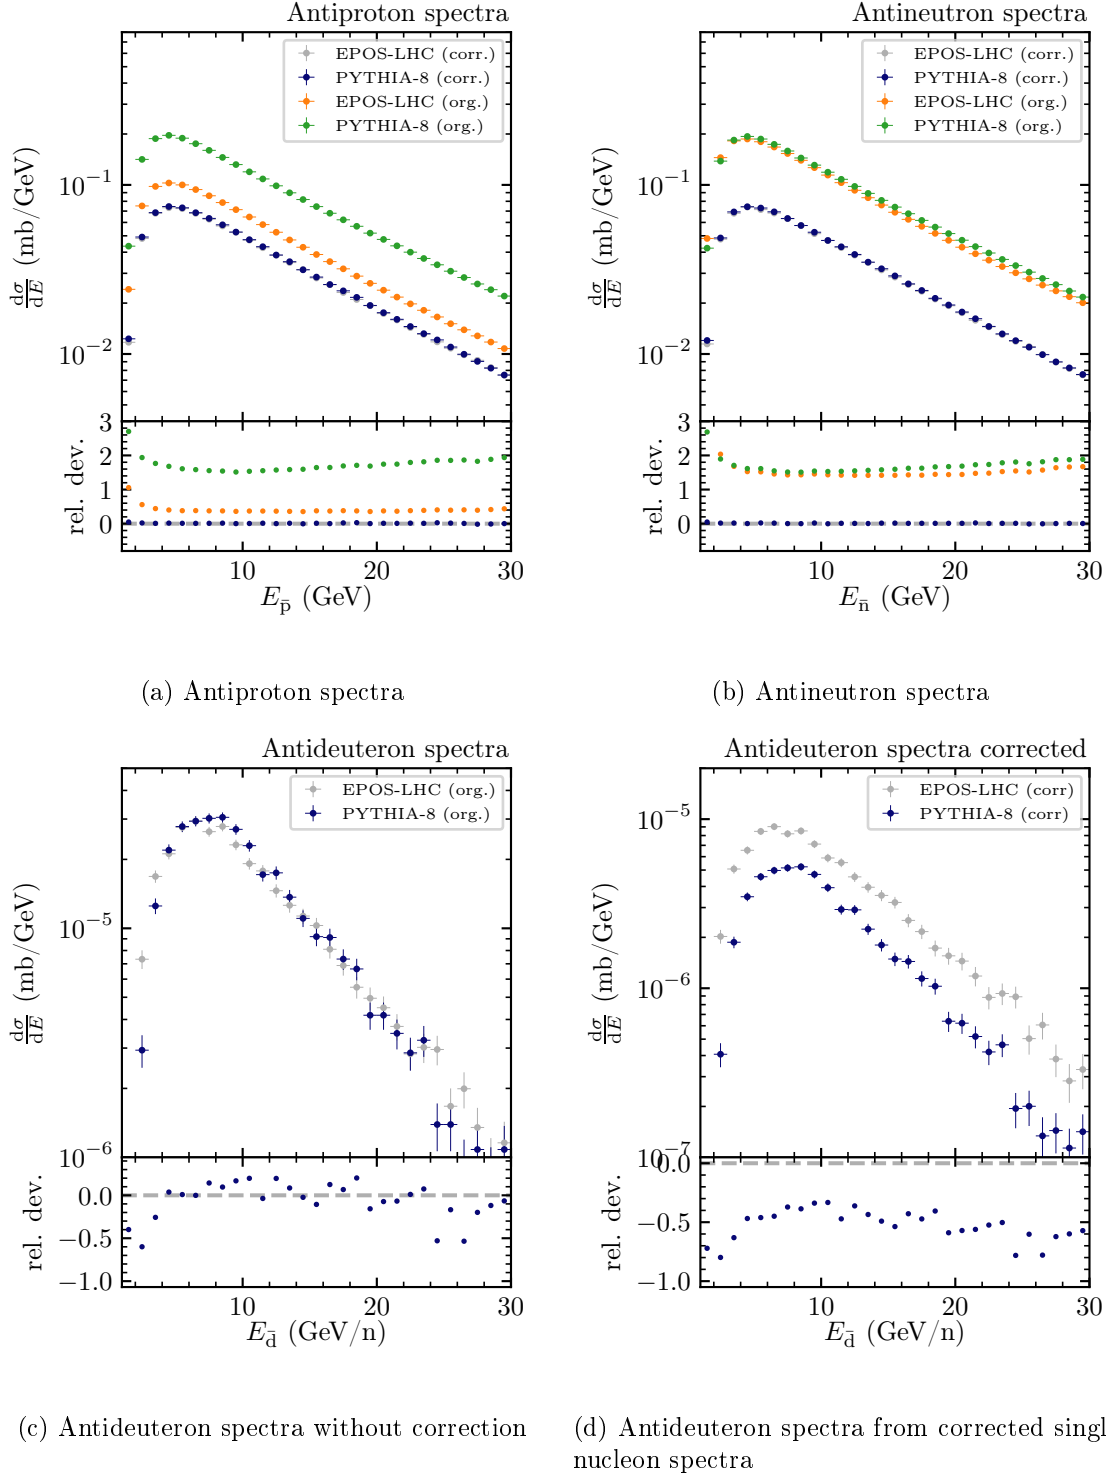 Antiproton spectra
EPOS-LHC (corr.)
PYTHIA-8 (corr.)
EPOS-LHC (org.)
PYTHIA-8 (org.)
10⁻¹
10⁻²
dσ/dE (mb/GeV)
3
2
1
0
rel. dev.
10 20 30
E_p̄ (GeV)
(a) Antiproton spectra
Antineutron spectra
EPOS-LHC (corr.)
PYTHIA-8 (corr.)
EPOS-LHC (org.)
PYTHIA-8 (org.)
10⁻¹
10⁻²
dσ/dE (mb/GeV)
3
2
1
0
rel. dev.
10 20 30
E_n̄ (GeV)
(b) Antineutron spectra
Antideuteron spectra
EPOS-LHC (org.)
PYTHIA-8 (org.)
10⁻⁵
10⁻⁶
dσ/dE (mb/GeV)
0.0
−0.5
−1.0
rel. dev.
10 20 30
E_d̄ (GeV/n)
(c) Antideuteron spectra without correction
Antideuteron spectra corrected
EPOS-LHC (corr)
PYTHIA-8 (corr)
10⁻⁵
10⁻⁶
10⁻⁷
dσ/dE (mb/GeV)
0.0
−0.5
−1.0
rel. dev.
10 20 30
E_d̄ (GeV/n)
(d) Antideuteron spectra from corrected singl
nucleon spectra